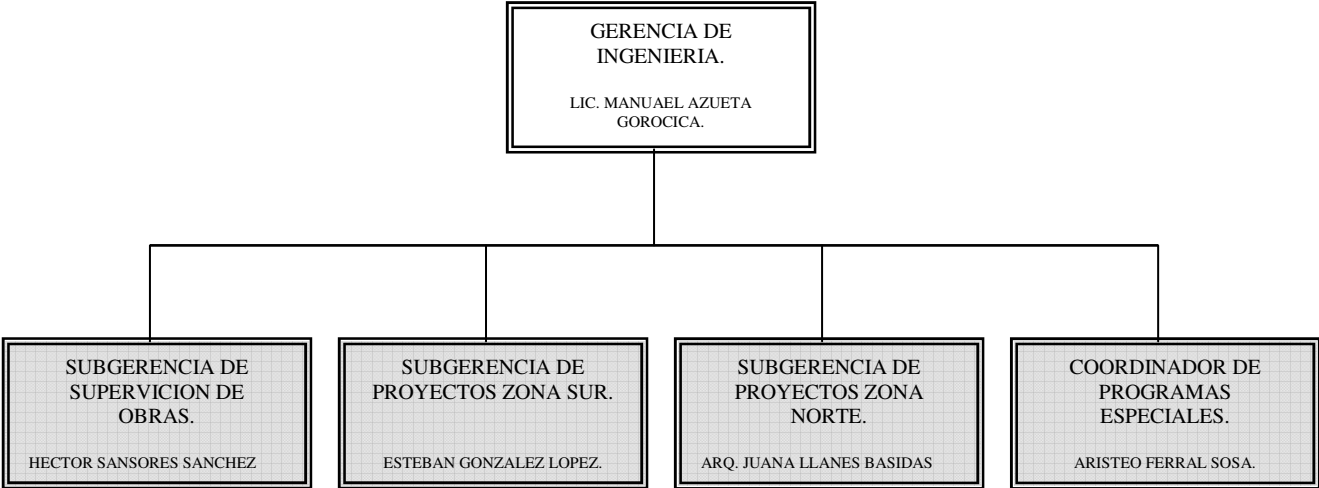 GERENCIA DE
INGENIERIA.
LIC. MANUAEL AZUETA
GOROCICA.
SUBGERENCIA DE
SUPERVICION DE
OBRAS.
HECTOR SANSORES SANCHEZ
SUBGERENCIA DE
PROYECTOS ZONA SUR.
ESTEBAN GONZALEZ LOPEZ.
SUBGERENCIA DE
PROYECTOS ZONA
NORTE.
ARQ. JUANA LLANES BASIDAS
COORDINADOR DE
PROGRAMAS
ESPECIALES.
ARISTEO FERRAL SOSA.